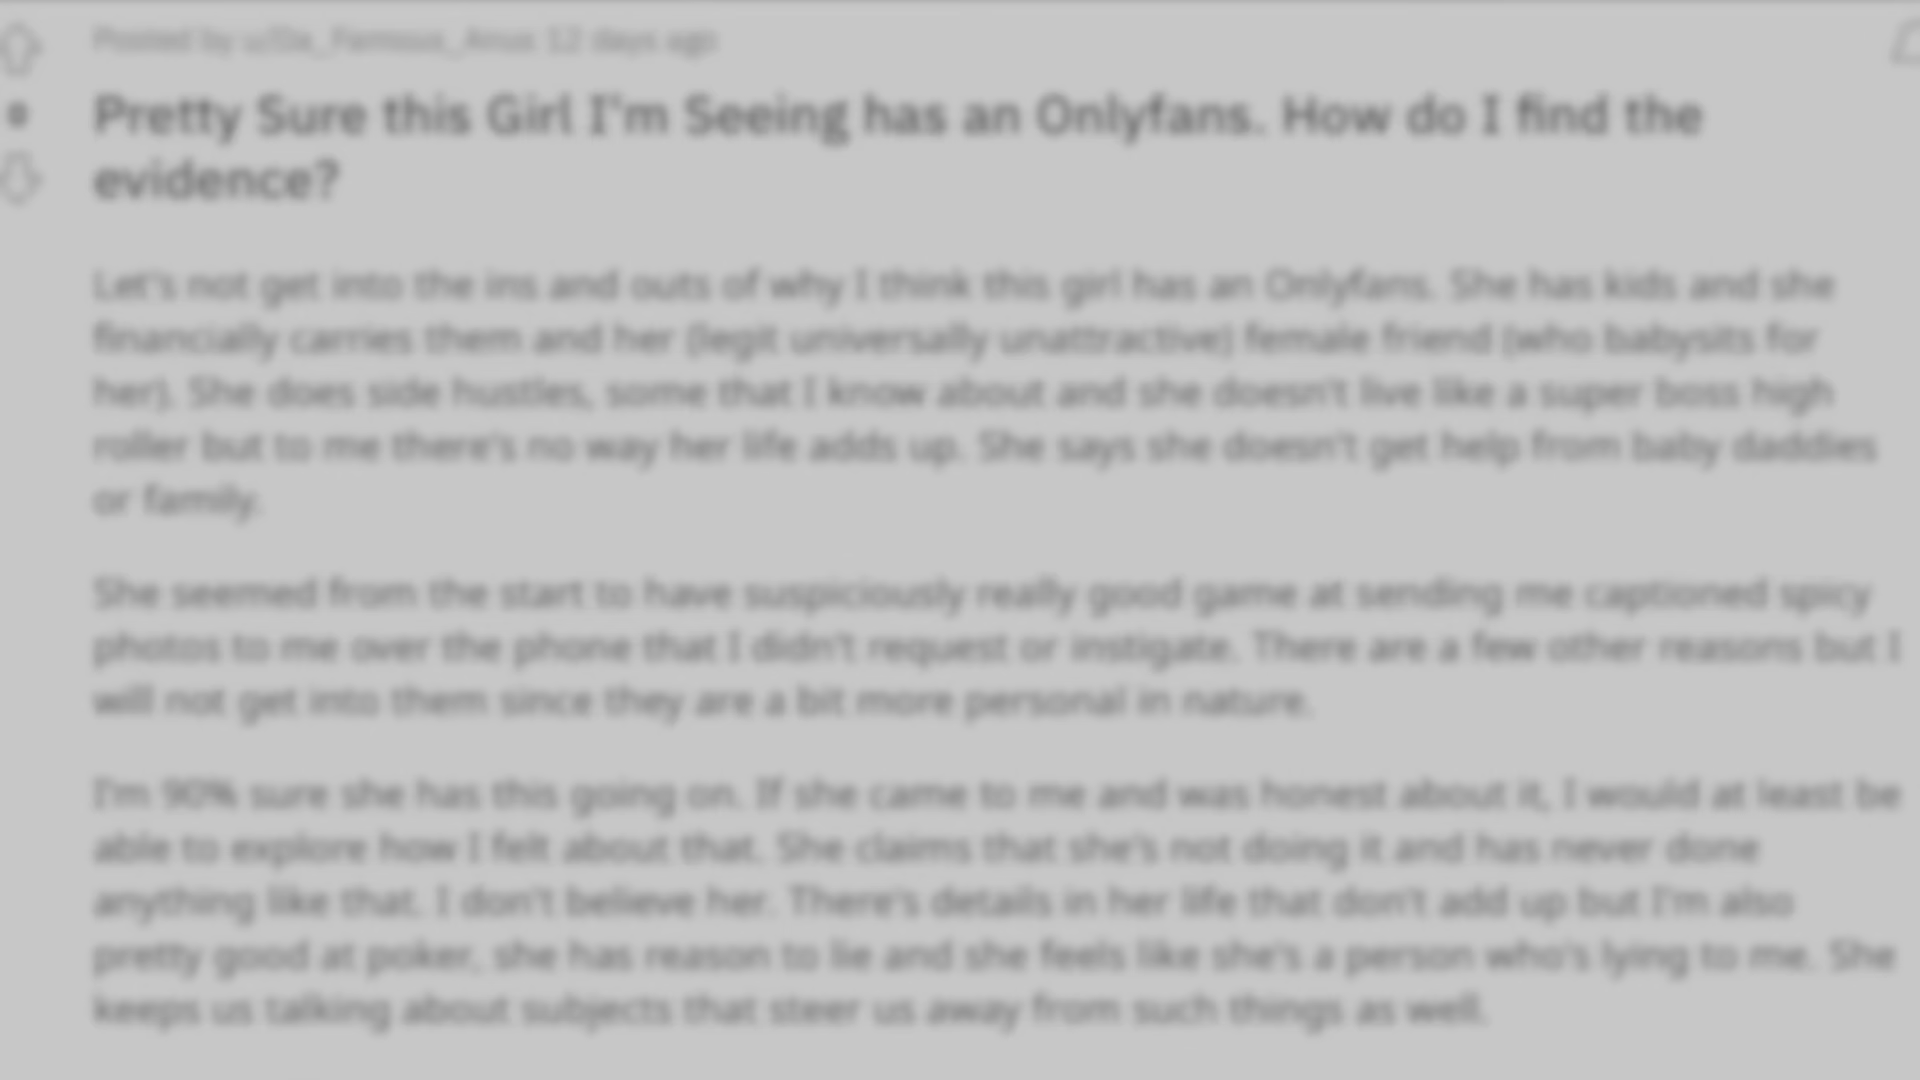 Posted by u/Da_Famous_Anus 12 days ago
0
Pretty Sure this Girl I'm Seeing has an Onlyfans. How do I find the
evidence?
Let's not get into the ins and outs of why I think this girl has an Onlyfans. She has kids and she
financially carries them and her (legit universally unattractive) female friend (who babysits for
her). She does side hustles, some that I know about and she doesn't live like a super boss high
roller but to me there's no way her life adds up. She says she doesn't get help from baby daddies
or family.
She seemed from the start to have suspiciously really good game at sending me captioned spicy
photos to me over the phone that I didn't request or instigate. There are a few other reasons but I
will not get into them since they are a bit more personal in nature.
I'm 90% sure she has this going on. If she came to me and was honest about it, I would at least be
able to explore how I felt about that. She claims that she's not doing it and has never done
anything like that. I don't believe her. There's details in her life that don't add up but I'm also
pretty good at poker, she has reason to lie and she feels like she's a person who's lying to me. She
keeps us talking about subjects that steer us away from such things as well.